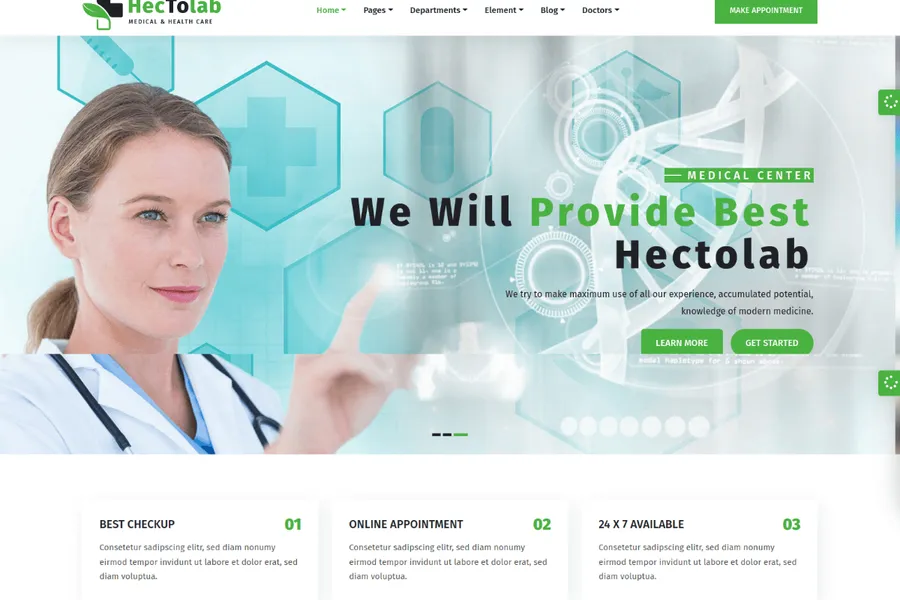 HecTolab
MEDICAL & HEALTH CARE
Home Pages Departments Element Blog Doctors
MAKE APPOINTMENT
MEDICAL CENTER
We Will Provide Best
Hectolab
We try to make maximum use of all our experience, accumulated potential,
knowledge of modern medicine.
LEARN MORE GET STARTED
BEST CHECKUP 01
Consetetur sadipscing elitr, sed diam nonumy
eirmod tempor invidunt ut labore et dolor erat, sed
diam voluptua.
ONLINE APPOINTMENT 02
Consetetur sadipscing elitr, sed diam nonumy
eirmod tempor invidunt ut labore et dolor erat, sed
diam voluptua.
24 X 7 AVAILABLE 03
Consetetur sadipscing elitr, sed diam nonumy
eirmod tempor invidunt ut labore et dolor erat, sed
diam voluptua.